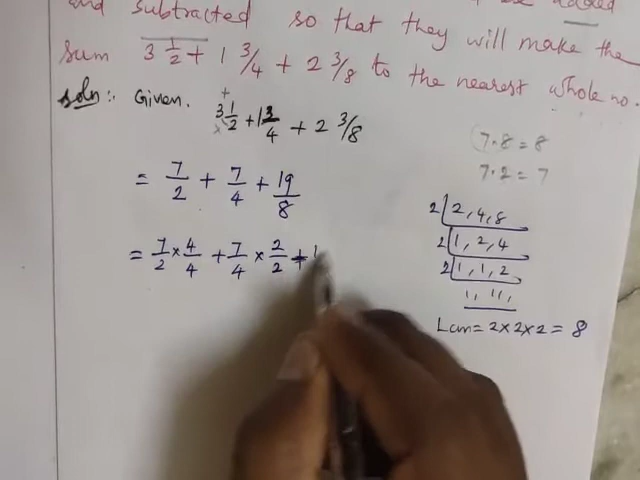 and subtracted so that they will make the
sum 3 1/2 + 1 3/4 + 2 3/8 to the nearest whole no.
soln:- Given. 3 1/2 + 1 3/4 + 2 3/8
= 7/2 + 7/4 + 19/8
= 7/2 × 4/4 + 7/4 × 2/2 + 1
7.8 = 8
7.2 = 7
2 | 2, 4, 8
2 | 1, 2, 4
2 | 1, 1, 2
1, 1, 1,
Lcm = 2×2×2 = 8